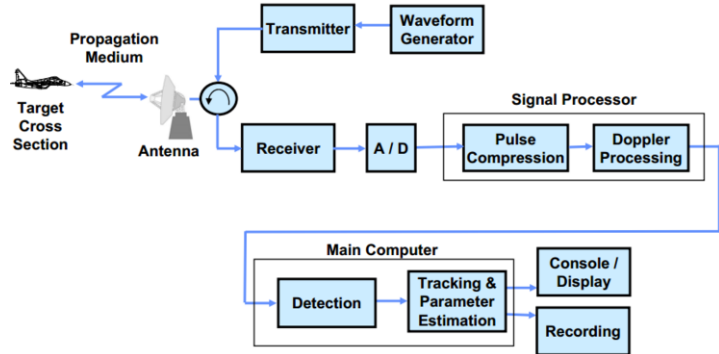 Propagation
Medium
Transmitter
Waveform
Generator
Target
Cross
Section
Antenna
Receiver
A / D
Signal Processor
Pulse
Compression
Doppler
Processing
Main Computer
Detection
Tracking &
Parameter
Estimation
Console /
Display
Recording